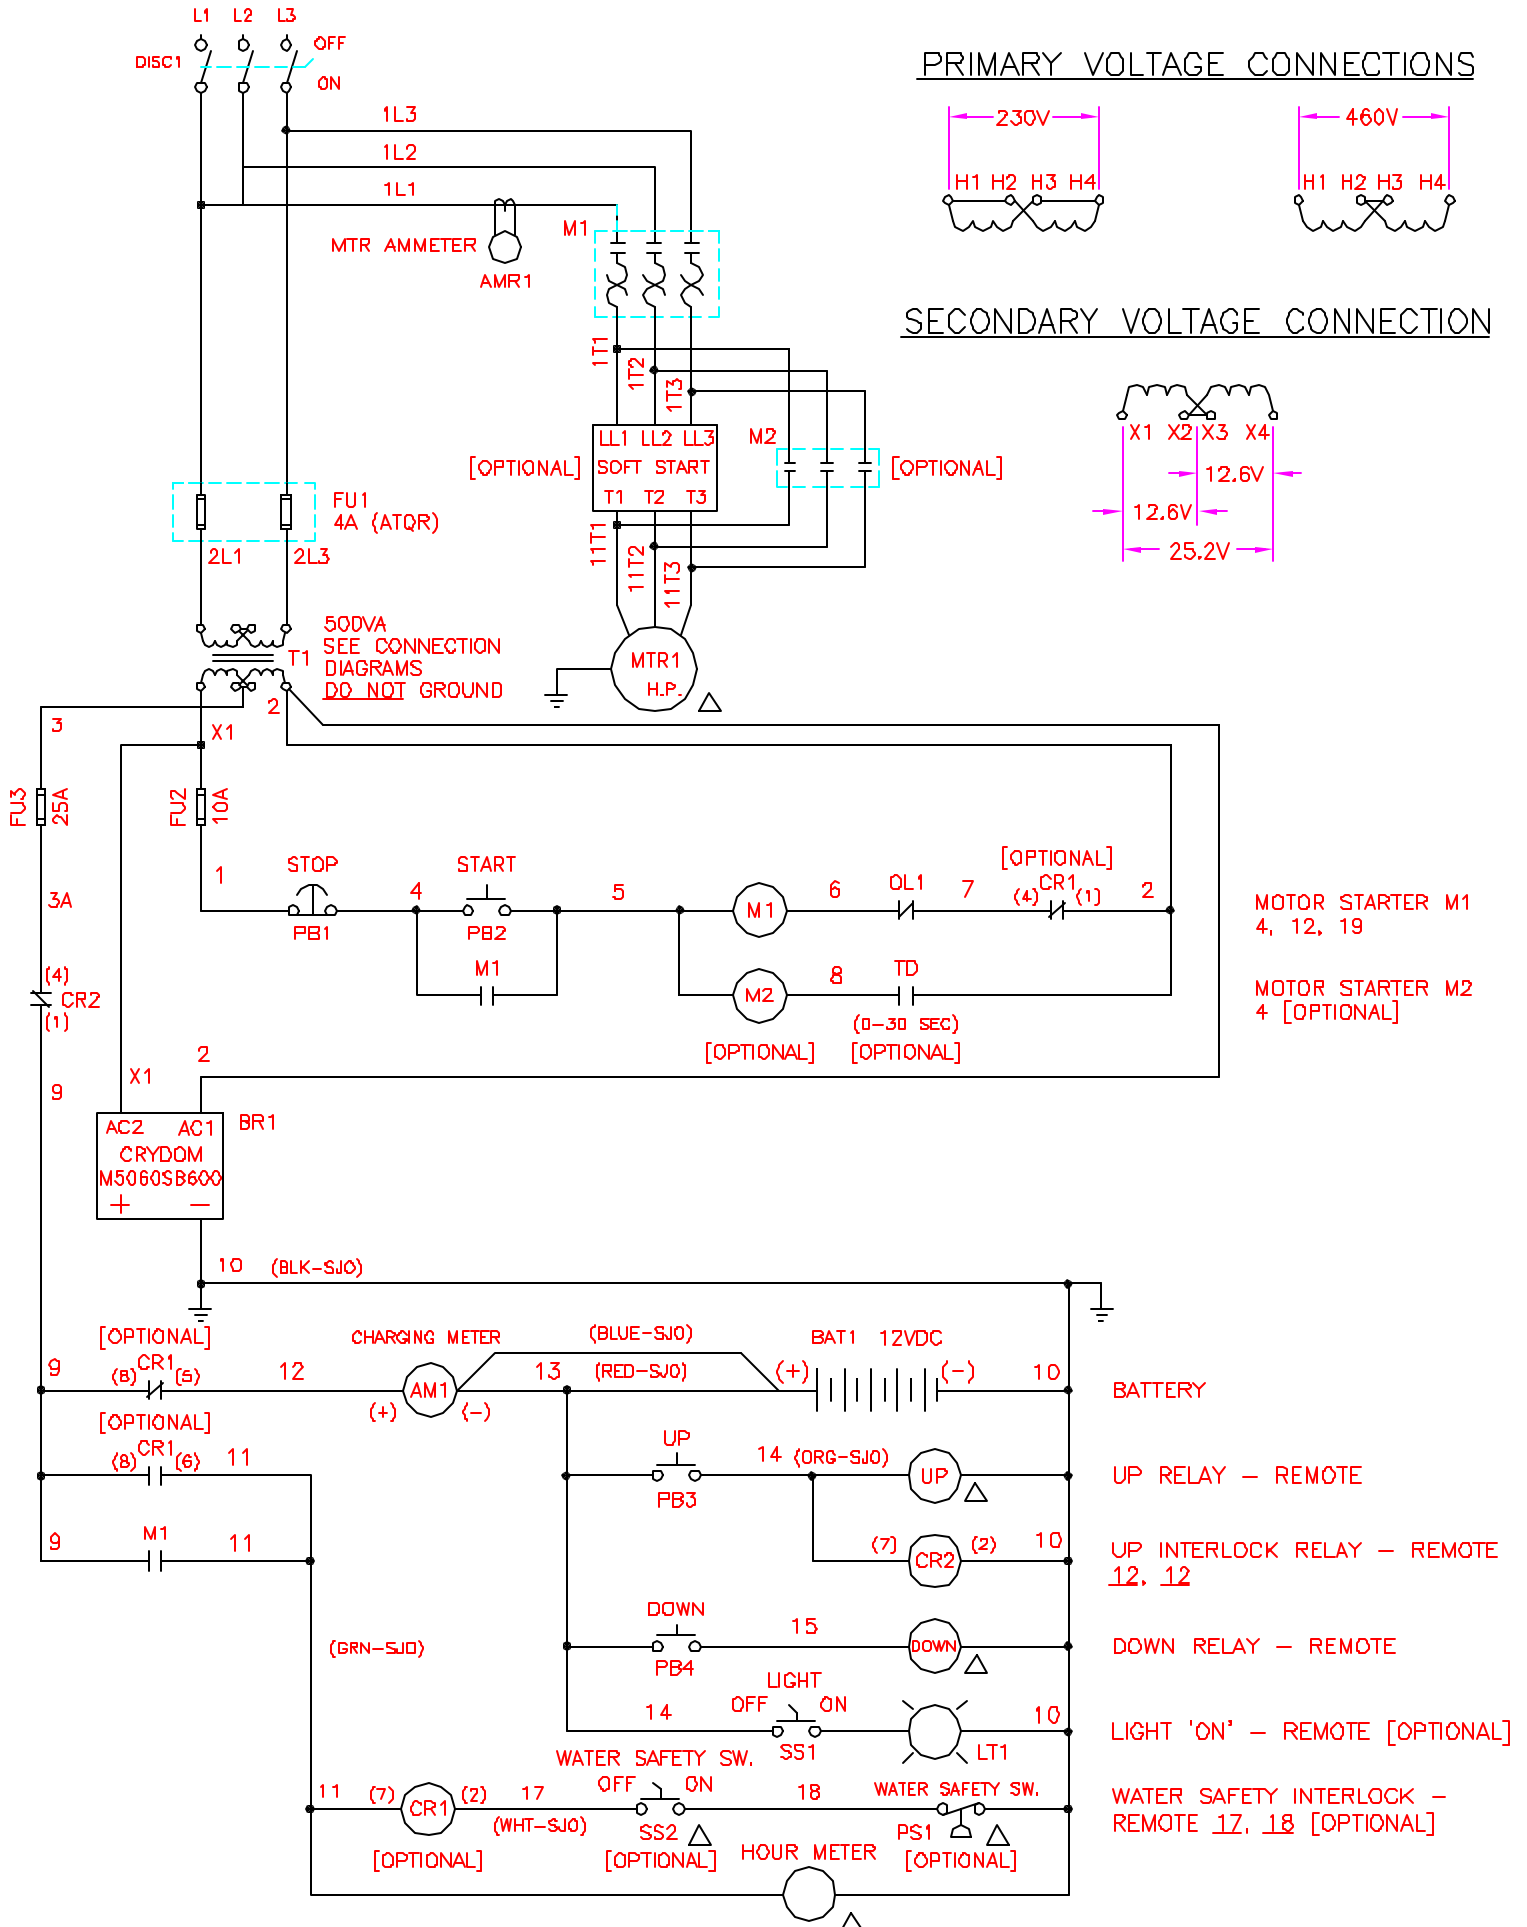 L1 L2 L3
OFF
DISC1
ON
PRIMARY VOLTAGE CONNECTIONS
1L3
230V
460V
1L2
1L1
H1 H2 H3 H4
H1 H2 H3 H4
M1
MTR AMMETER
AMR1
SECONDARY VOLTAGE CONNECTION
1T1
1T2
1T3
X1 X2 X3 X4
12.6V
12.6V
25.2V
LL1 LL2 LL3
M2
[OPTIONAL]
SOFT START
[OPTIONAL]
T1 T2 T3
FU1
4A (ATQR)
2L1
2L3
11T1
11T2
11T3
500VA
SEE CONNECTION
DIAGRAMS
DO NOT GROUND
T1
MTR1
H.P.
3
2
X1
FU3
25A
FU2
10A
STOP
START
[OPTIONAL]
1
4
5
6
OL1
7
(4) CR1 (1)
2
3A
M1
MOTOR STARTER M1
4, 12, 19
PB1
PB2
M1
(4)
CR2
(1)
M2
8
TD
MOTOR STARTER M2
4 [OPTIONAL]
(0-30 SEC)
[OPTIONAL]
[OPTIONAL]
2
X1
9
AC2 AC1
BR1
CRYDOM
M5060SB600
+ −
10 (BLK-SJO)
[OPTIONAL]
CHARGING METER
(BLUE-SJO)
BAT1 12VDC
9
(8) CR1 (5)
12
13
(RED-SJO)
(+)
(-)
10
AM1
(+)
(-)
BATTERY
[OPTIONAL]
(8) CR1 (6)
11
UP
14 (ORG-SJO)
UP
UP RELAY - REMOTE
PB3
9
M1
11
(7)
CR2
(2)
10
UP INTERLOCK RELAY - REMOTE
12, 12
(GRN-SJO)
DOWN
15
DOWN
DOWN RELAY - REMOTE
PB4
LIGHT
14
OFF ON
10
LIGHT 'ON' - REMOTE [OPTIONAL]
SS1
LT1
WATER SAFETY SW.
OFF ON
11
(7)
CR1
(2)
17
18
WATER SAFETY SW.
WATER SAFETY INTERLOCK -
REMOTE 17, 18 [OPTIONAL]
(WHT-SJO)
SS2
PS1
[OPTIONAL]
[OPTIONAL]
[OPTIONAL]
HOUR METER